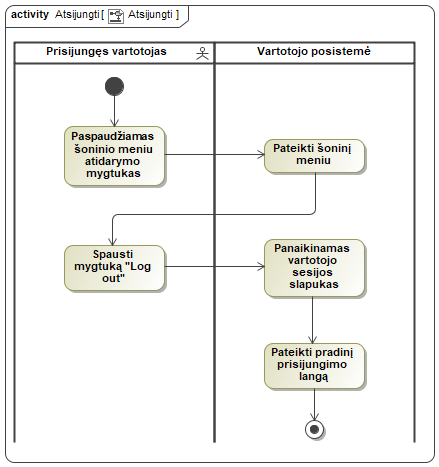 activity Atsijungti [ Atsijungti ]
Prisijungęs vartotojas
Vartotojo posistemė
Paspaudžiamas
šoninio meniu
atidarymo
mygtukas
Pateikti šoninį
meniu
Spausti
mygtuką "Log
out"
Panaikinamas
vartotojo
sesijos
slapukas
Pateikti pradinį
prisijungimo
langą